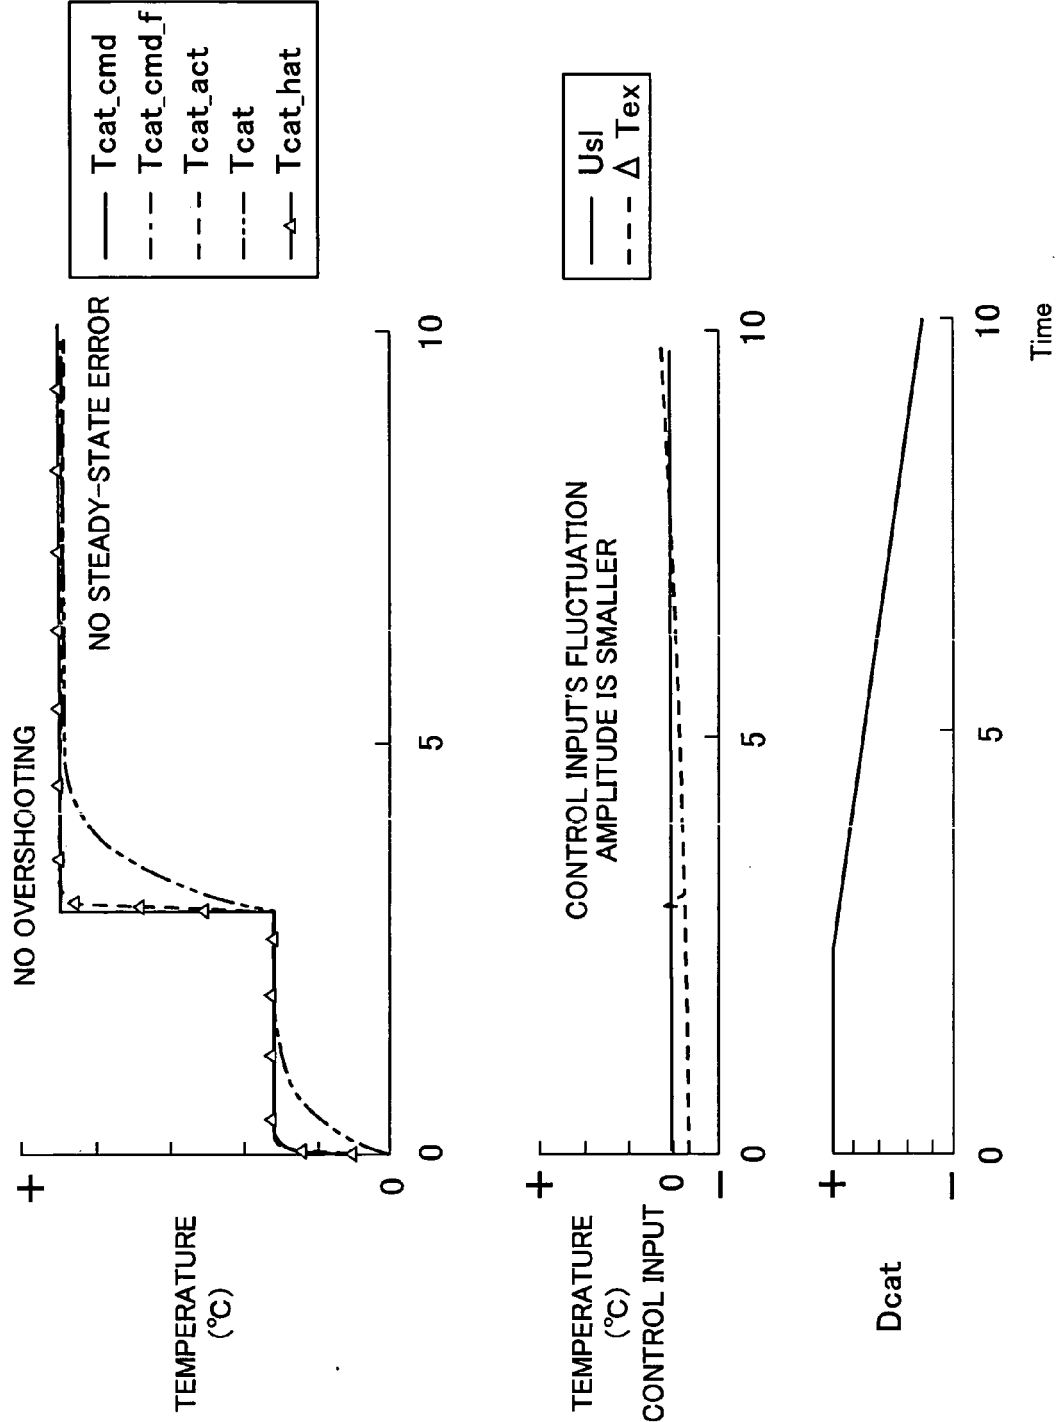 NO OVERSHOOTING
NO STEADY-STATE ERROR
Tcat_cmd
Tcat_cmd_f
Tcat_act
Tcat
Tcat_hat
TEMPERATURE
(°C)
+
0
0
5
10
CONTROL INPUT'S FLUCTUATION
AMPLITUDE IS SMALLER
Usl
Δ Tex
TEMPERATURE
(°C)
CONTROL INPUT
+
0
−
0
5
10
Dcat
+
−
0
5
10
Time